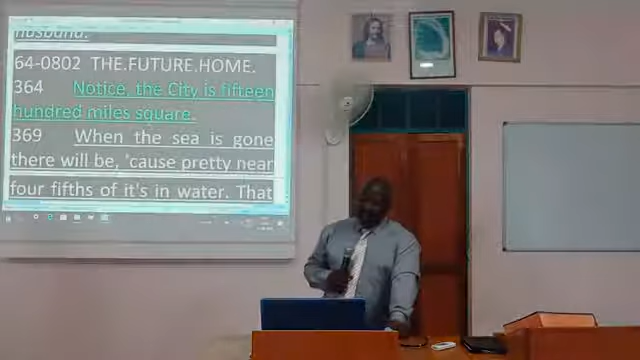 husband.
64-0802 THE.FUTURE.HOME.
364 Notice, the City is fifteen
hundred miles square.
369 When the sea is gone
there will be, 'cause pretty near
four fifths of it's in water. That